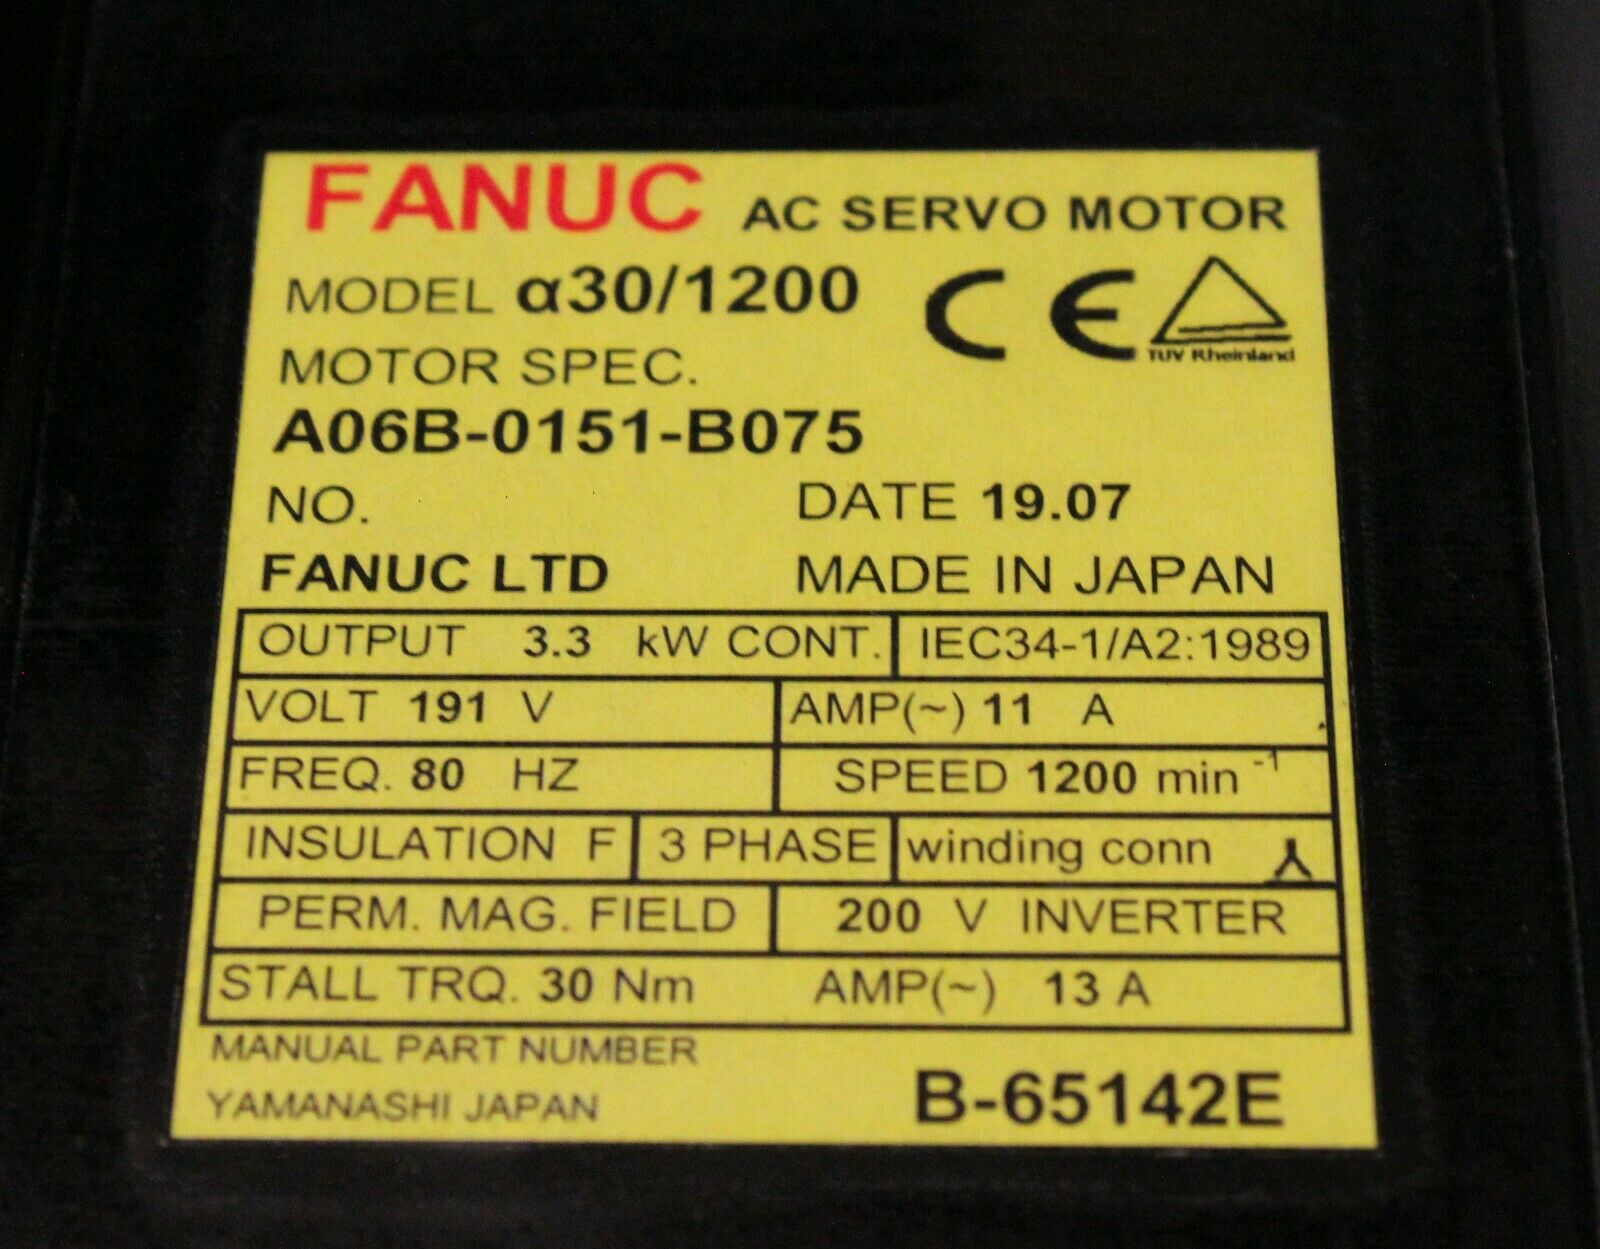 FANUC AC SERVO MOTOR
MODEL α30/1200 CE
TUV Rheinland
MOTOR SPEC.
A06B-0151-B075
NO. DATE 19.07
FANUC LTD MADE IN JAPAN
OUTPUT 3.3 kW CONT. IEC34-1/A2:1989
VOLT 191 V AMP(~) 11 A
FREQ. 80 HZ SPEED 1200 min⁻¹
INSULATION F 3 PHASE winding conn
PERM. MAG. FIELD 200 V INVERTER
STALL TRQ. 30 Nm AMP(~) 13 A
MANUAL PART NUMBER
YAMANASHI JAPAN B-65142E